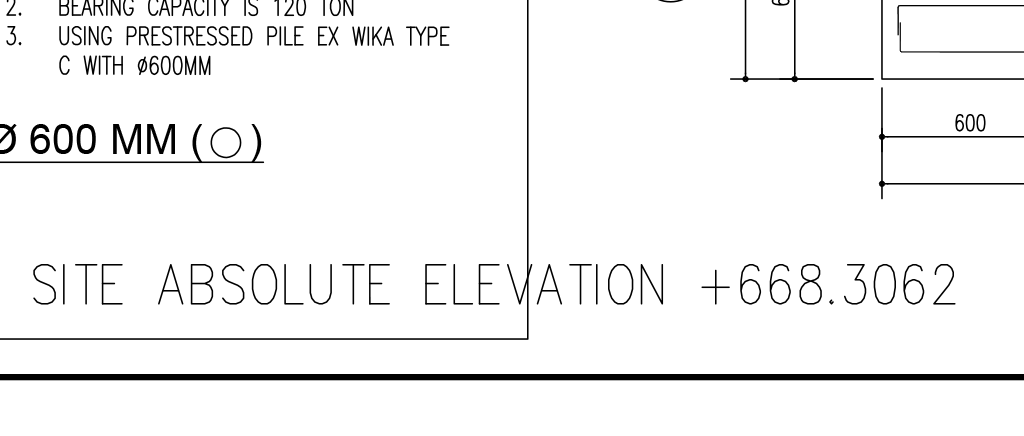 2. BEARING CAPACITY IS 120 TON
3. USING PRESTRESSED PILE EX WIKA TYPE
C WITH Ø600MM
Ø 600 MM (○)
600
SITE ABSOLUTE ELEVATION +668.3062